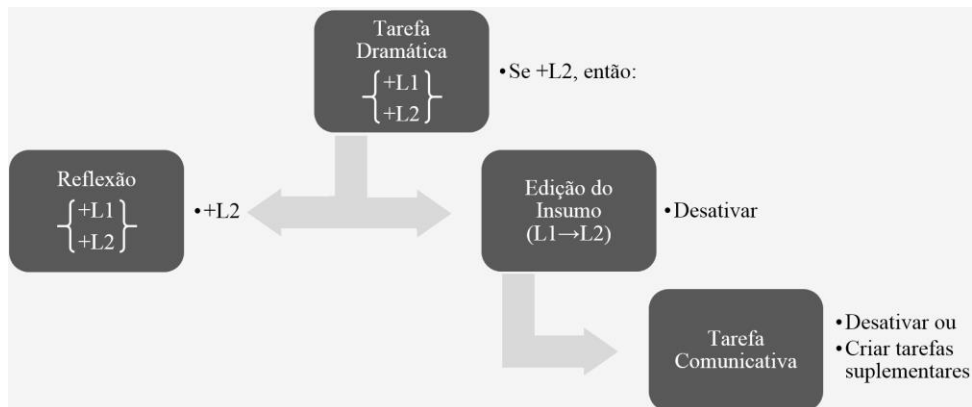 Tarefa
Dramática
{+L1
+L2}
•Se +L2, então:
Reflexão
{+L1
+L2}
•+L2
Edição do
Insumo
(L1→L2)
•Desativar
Tarefa
Comunicativa
•Desativar ou
•Criar tarefas
suplementares